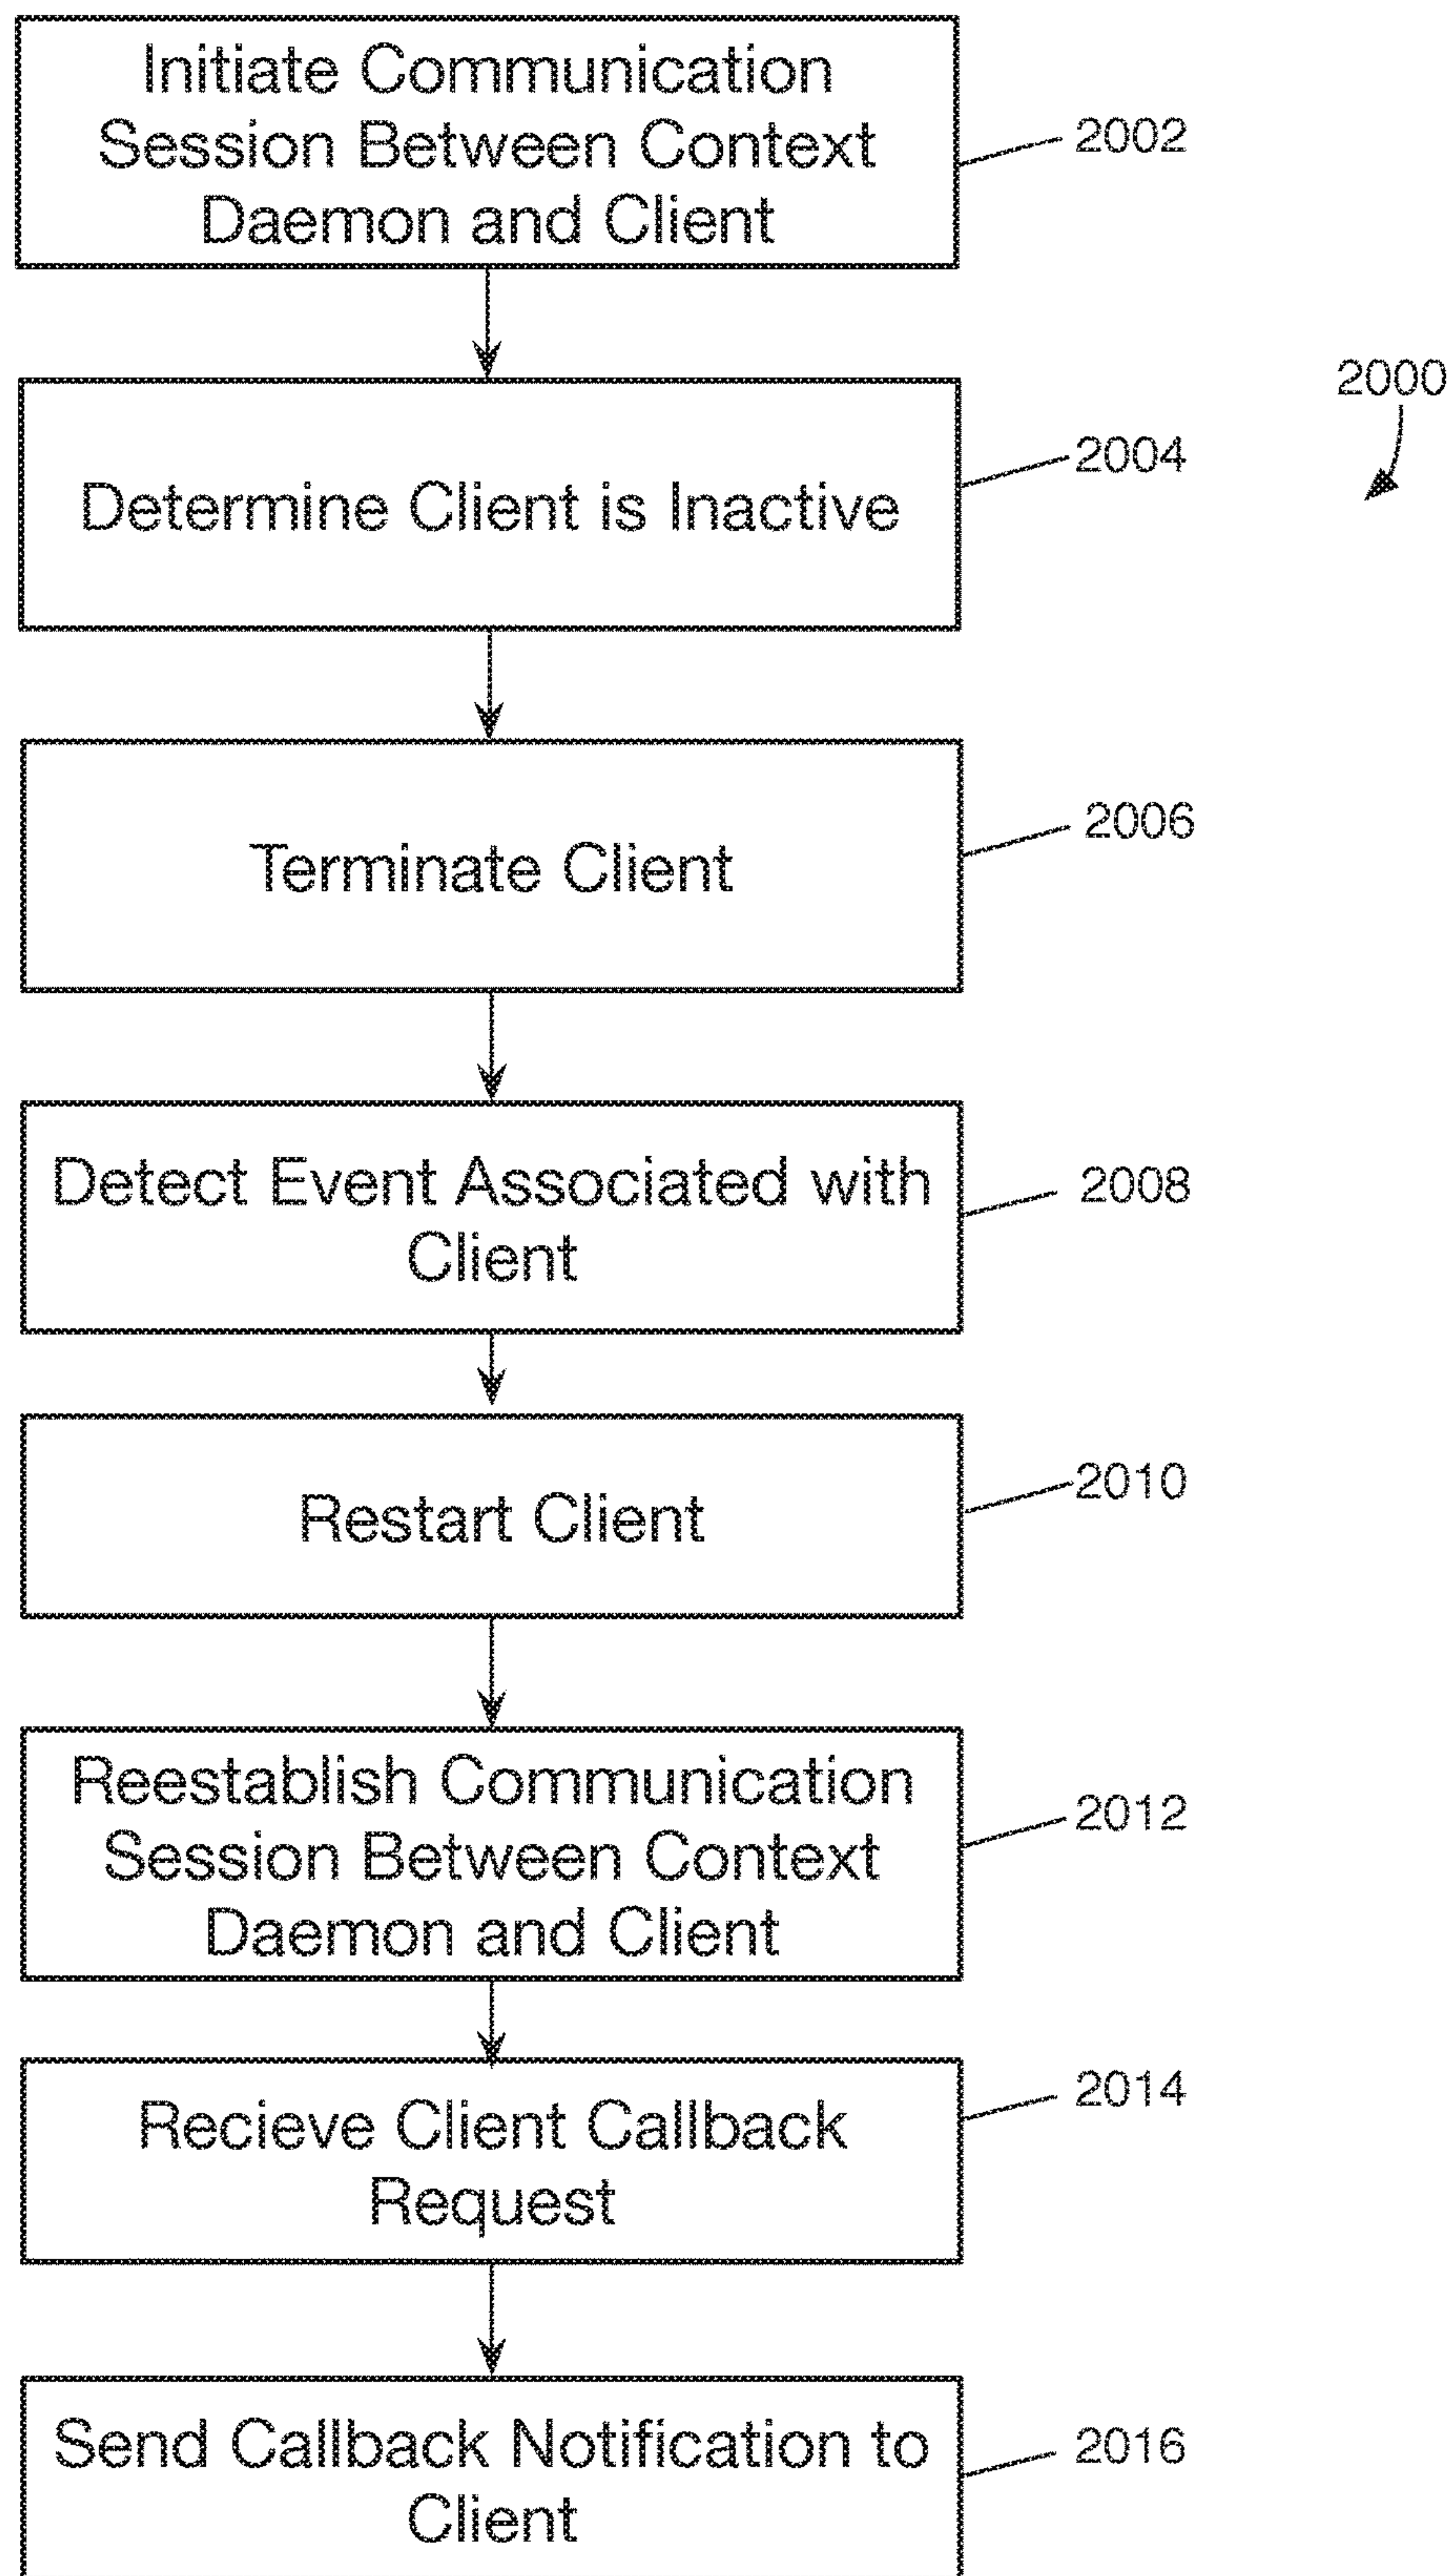 Initiate Communication
Session Between Context
Daemon and Client
2002
2000
Determine Client is Inactive
2004
Terminate Client
2006
Detect Event Associated with
Client
2008
Restart Client
2010
Reestablish Communication
Session Between Context
Daemon and Client
2012
Recieve Client Callback
Request
2014
Send Callback Notification to
Client
2016